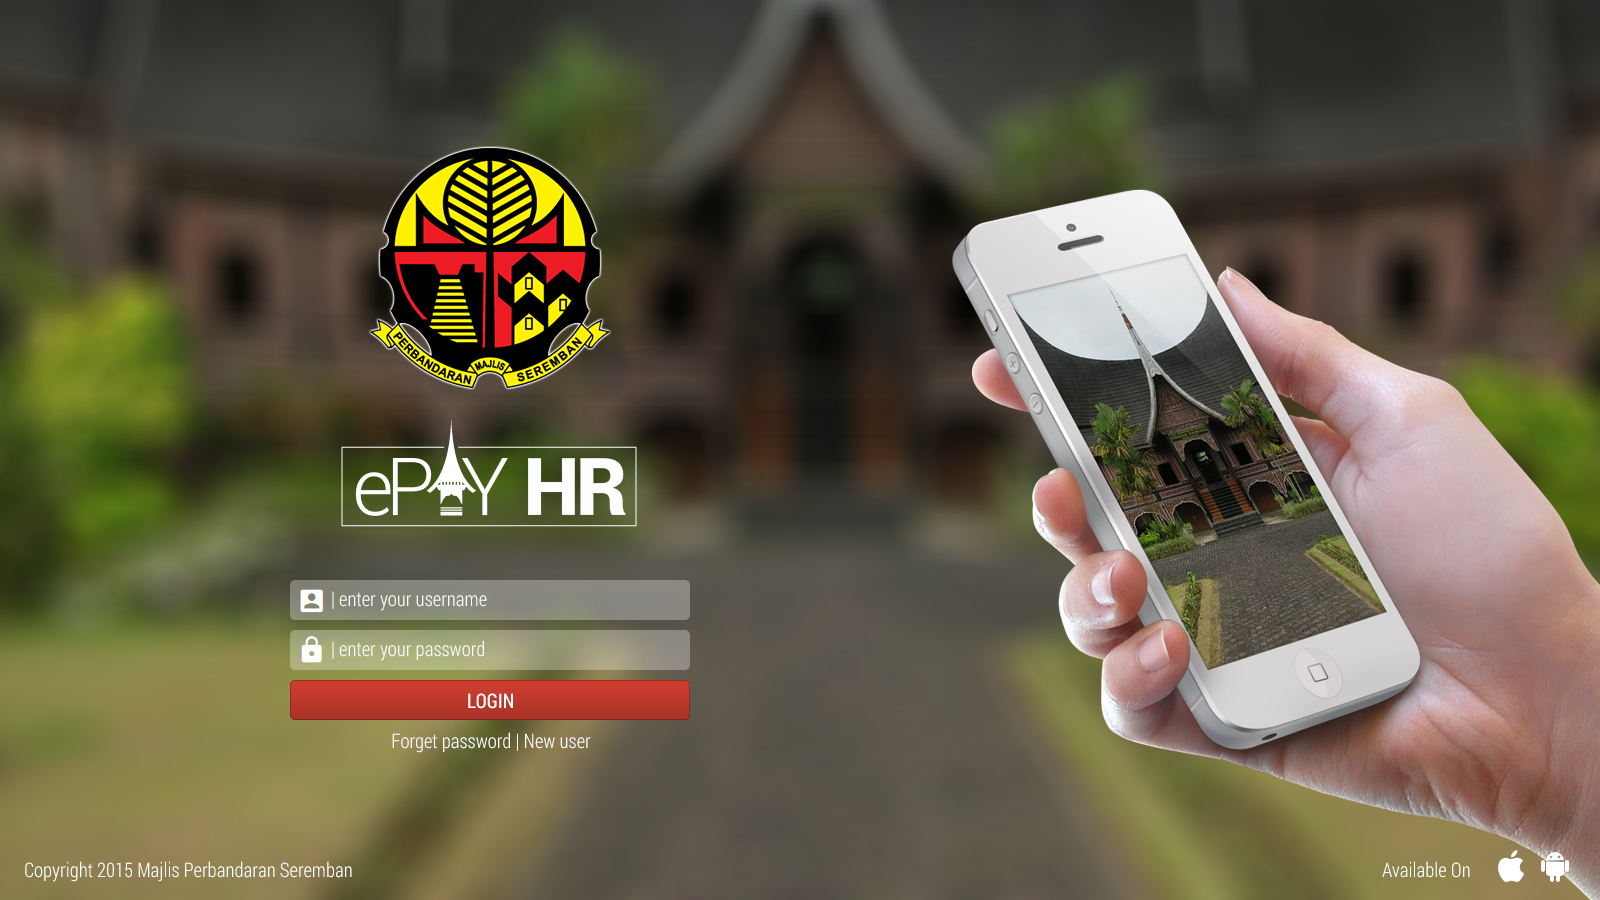 PERBANDARAN MAJLIS SEREMBAN
ePAY HR
| enter your username
| enter your password
LOGIN
Forget password | New user
Copyright 2015 Majlis Perbandaran Seremban
Available On